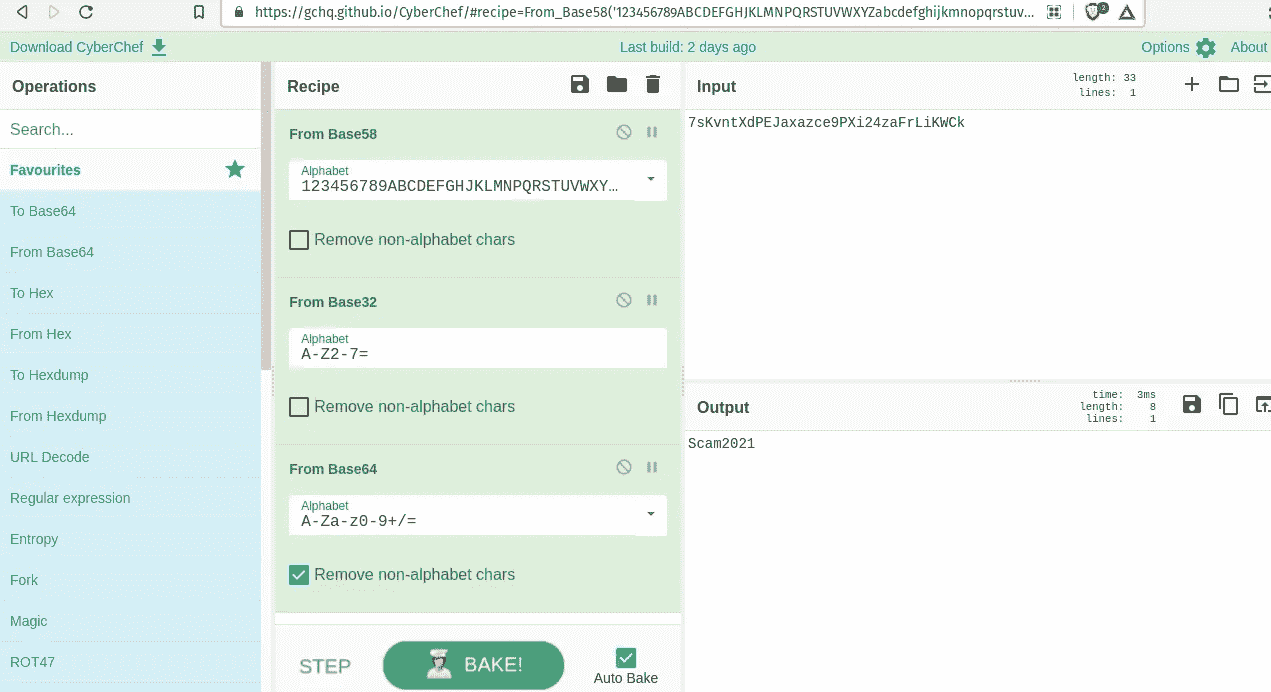 https://gchq.github.io/CyberChef/#recipe=From_Base58('123456789ABCDEFGHJKLMNPQRSTUVWXYZabcdefghijkmnopqrstuv...
2
Download CyberChef
Last build: 2 days ago
Options
About
Operations
Search...
Favourites
To Base64
From Base64
To Hex
From Hex
To Hexdump
From Hexdump
URL Decode
Regular expression
Entropy
Fork
Magic
ROT47
Recipe
From Base58
Alphabet
123456789ABCDEFGHJKLMNPQRSTUVWXY…
Remove non-alphabet chars
From Base32
Alphabet
A-Z2-7=
Remove non-alphabet chars
From Base64
Alphabet
A-Za-z0-9+/=
Remove non-alphabet chars
STEP
BAKE!
Auto Bake
Input
length: 33
lines: 1
7sKvntXdPEJaxazce9PXi24zaFrLiKWCk
Output
time: 3ms
length: 8
lines: 1
Scam2021